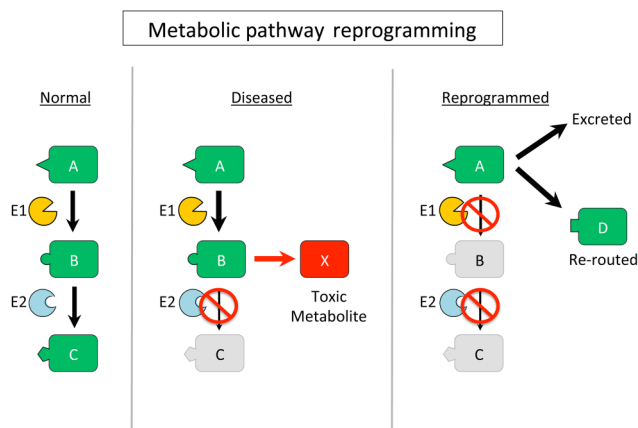 Metabolic pathway reprogramming
Normal
A
E1
B
E2
C
Diseased
A
E1
B
X
Toxic
Metabolite
E2
C
Reprogrammed
Excreted
A
E1
D
Re-routed
B
E2
C